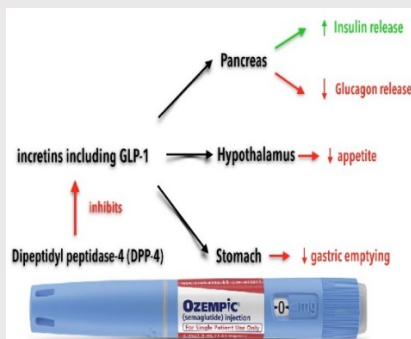 ↑ Insulin release
Pancreas
↓ Glucagon release
incretins including GLP-1
Hypothalamus
↓ appetite
inhibits
Dipeptidyl peptidase-4 (DPP-4)
Stomach
↓ gastric emptying
OZEMPIC
(semaglutide) injection
For Single Patient Use Only
-0-